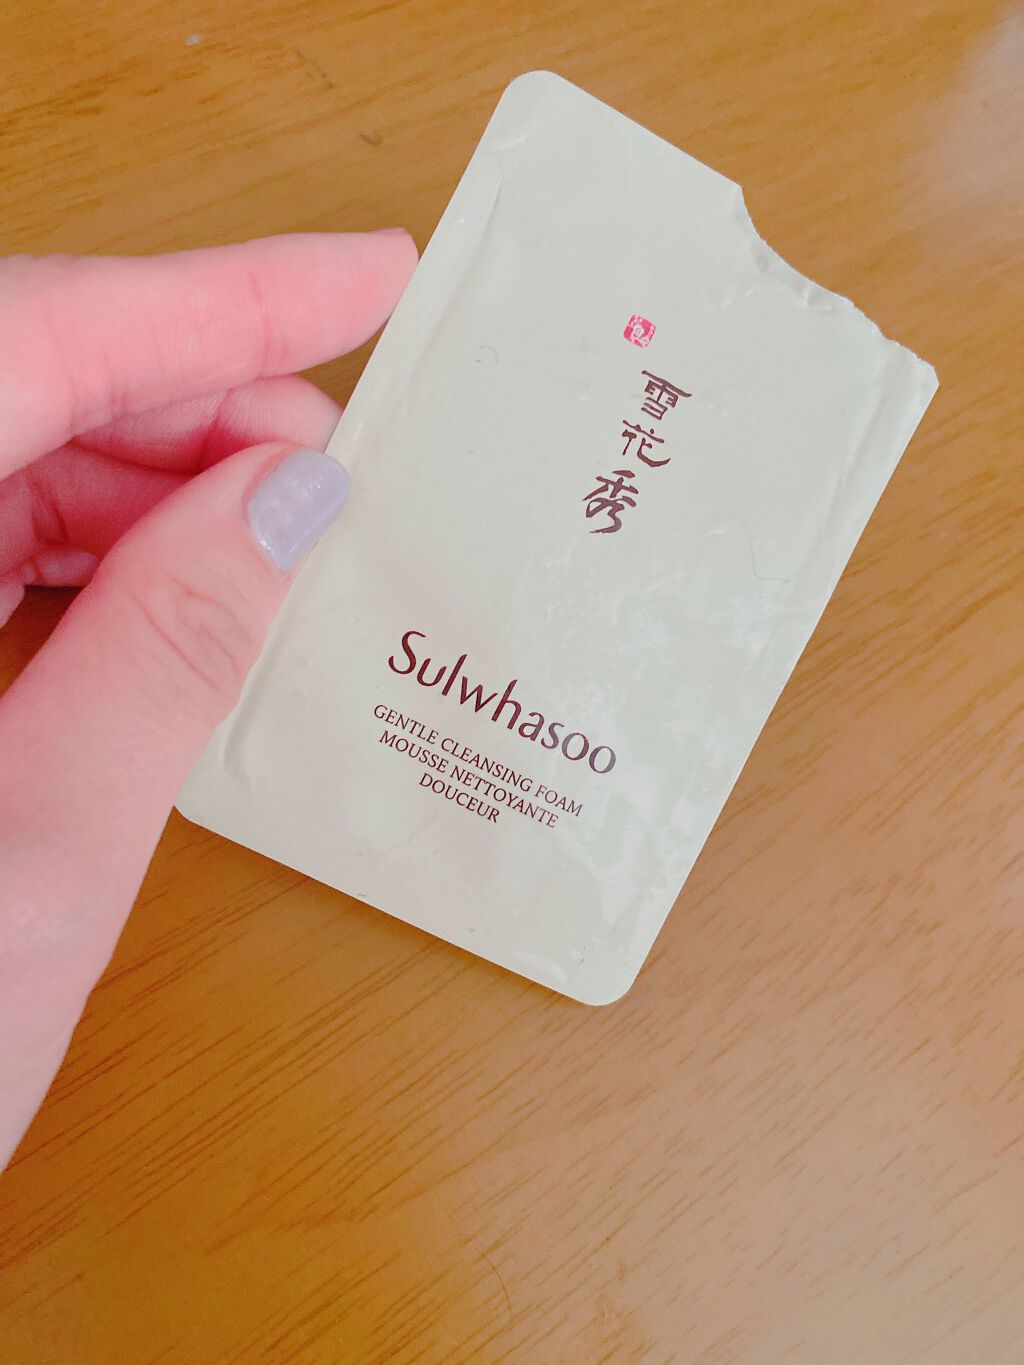 雪花秀
Sulwhasoo
GENTLE CLEANSING FOAM
MOUSSE NETTOYANTE
DOUCEUR